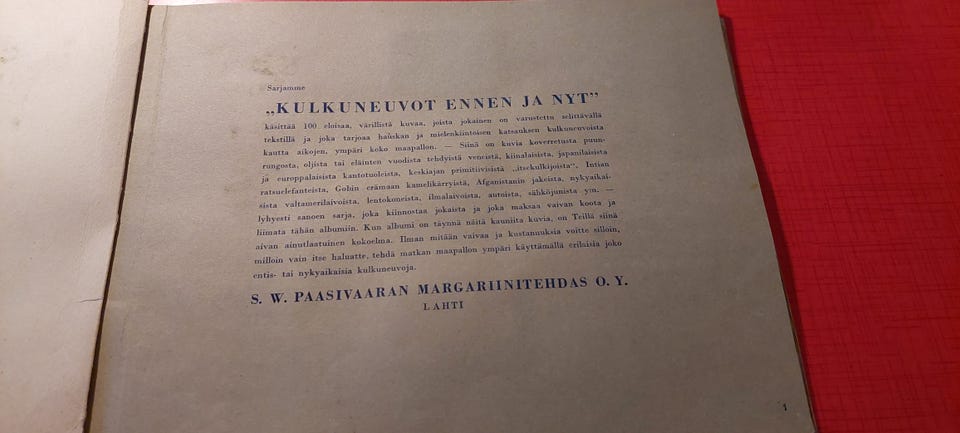 Sarjamme
„KULKUNEUVOT ENNEN JA NYT”
käsittää 100 eloisaa, värillistä kuvaa, joista jokainen on varustettu selittävällä
tekstillä ja joka tarjoaa hauskan ja mielenkiintoisen katsauksen kulkuneuvoista
kautta aikojen, ympäri koko maapallon. — Siinä on kuvia koverretusta puun-
rungosta, oljista tai eläinten vuodista tehdyistä veneistä, kiinalaisista, japanilaisista
ja eurooppalaisista kantotuoleista, keskiajan primitiivisistä „itsekulkijoista”, Intian
ratsuelefanteista, Gobin erämaan kamelikärryistä, Afganistanin jakeista, nykyaikai-
sista valtamerilaivoista, lentokoneista, ilmalaivoista, autoista, sähköjunista ym. —
lyhyesti sanoen sarja, joka kiinnostaa jokaista ja joka maksaa vaivan koota ja
liimata tähän albumiin. Kun albumi on täynnä näitä kauniita kuvia, on Teillä siinä
aivan ainutlaatuinen kokoelma. Ilman mitään vaivaa ja kustannuksia voitte silloin,
milloin vain itse haluatte, tehdä matkan maapallon ympäri käyttämällä erilaisia joko
entis- tai nykyaikaisia kulkuneuvoja.
S. W. PAASIVAARAN MARGARIINITEHDAS O. Y.
LAHTI
1